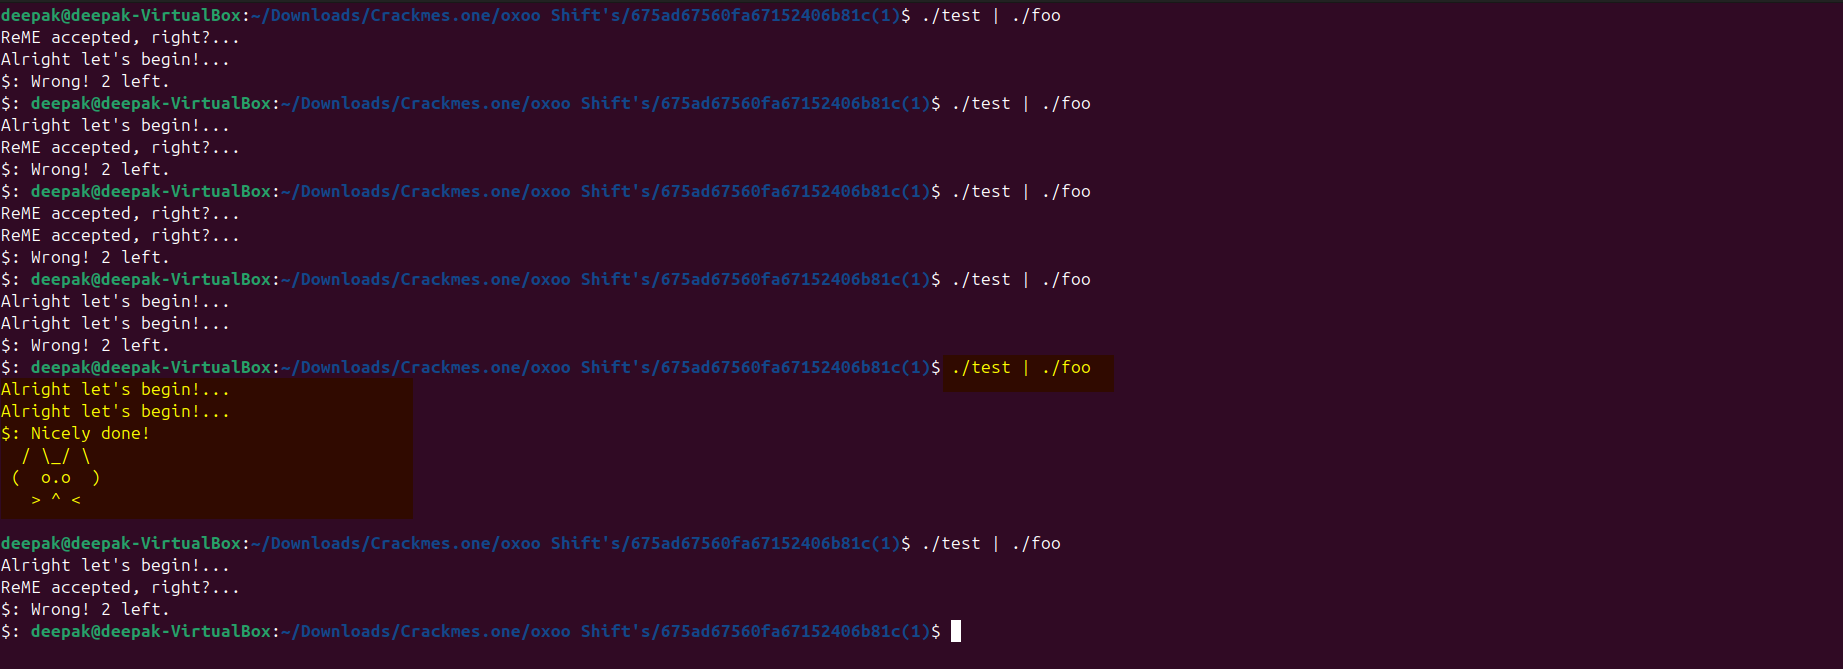 deepak@deepak-VirtualBox:~/Downloads/Crackmes.one/oxoo Shift's/675ad67560fa67152406b81c(1)$ ./test | ./foo
ReME accepted, right?...
Alright let's begin!...
$: Wrong! 2 left.
$: deepak@deepak-VirtualBox:~/Downloads/Crackmes.one/oxoo Shift's/675ad67560fa67152406b81c(1)$ ./test | ./foo
Alright let's begin!...
ReME accepted, right?...
$: Wrong! 2 left.
$: deepak@deepak-VirtualBox:~/Downloads/Crackmes.one/oxoo Shift's/675ad67560fa67152406b81c(1)$ ./test | ./foo
ReME accepted, right?...
ReME accepted, right?...
$: Wrong! 2 left.
$: deepak@deepak-VirtualBox:~/Downloads/Crackmes.one/oxoo Shift's/675ad67560fa67152406b81c(1)$ ./test | ./foo
Alright let's begin!...
Alright let's begin!...
$: Wrong! 2 left.
$: deepak@deepak-VirtualBox:~/Downloads/Crackmes.one/oxoo Shift's/675ad67560fa67152406b81c(1)$ ./test | ./foo
Alright let's begin!...
Alright let's begin!...
$: Nicely done!
  / \_/ \
 (  o.o  )
   > ^ <
deepak@deepak-VirtualBox:~/Downloads/Crackmes.one/oxoo Shift's/675ad67560fa67152406b81c(1)$ ./test | ./foo
Alright let's begin!...
ReME accepted, right?...
$: Wrong! 2 left.
$: deepak@deepak-VirtualBox:~/Downloads/Crackmes.one/oxoo Shift's/675ad67560fa67152406b81c(1)$